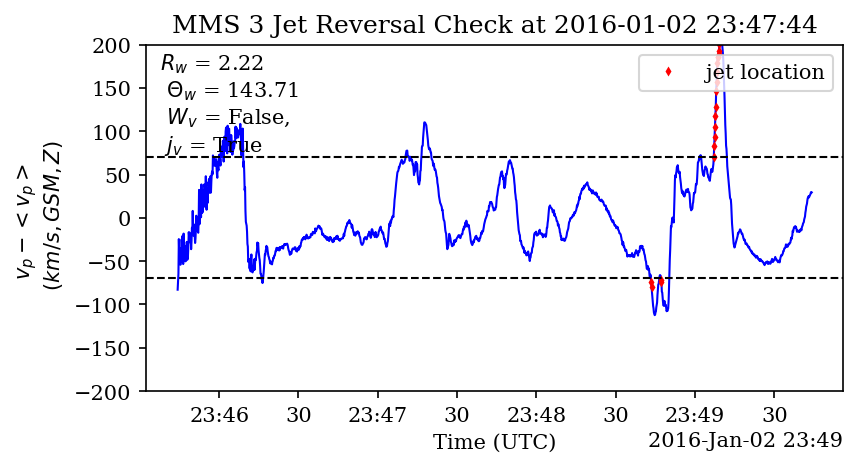 MMS 3 Jet Reversal Check at 2016-01-02 23:47:44
R_w = 2.22
Θ_w = 143.71
W_v = False,
j_v = True
jet location
v_p − < v_p >
(km/s, GSM, Z)
200
150
100
50
0
−50
−100
−150
−200
23:46 30 23:47 30 23:48 30 23:49 30
Time (UTC)
2016-Jan-02 23:49